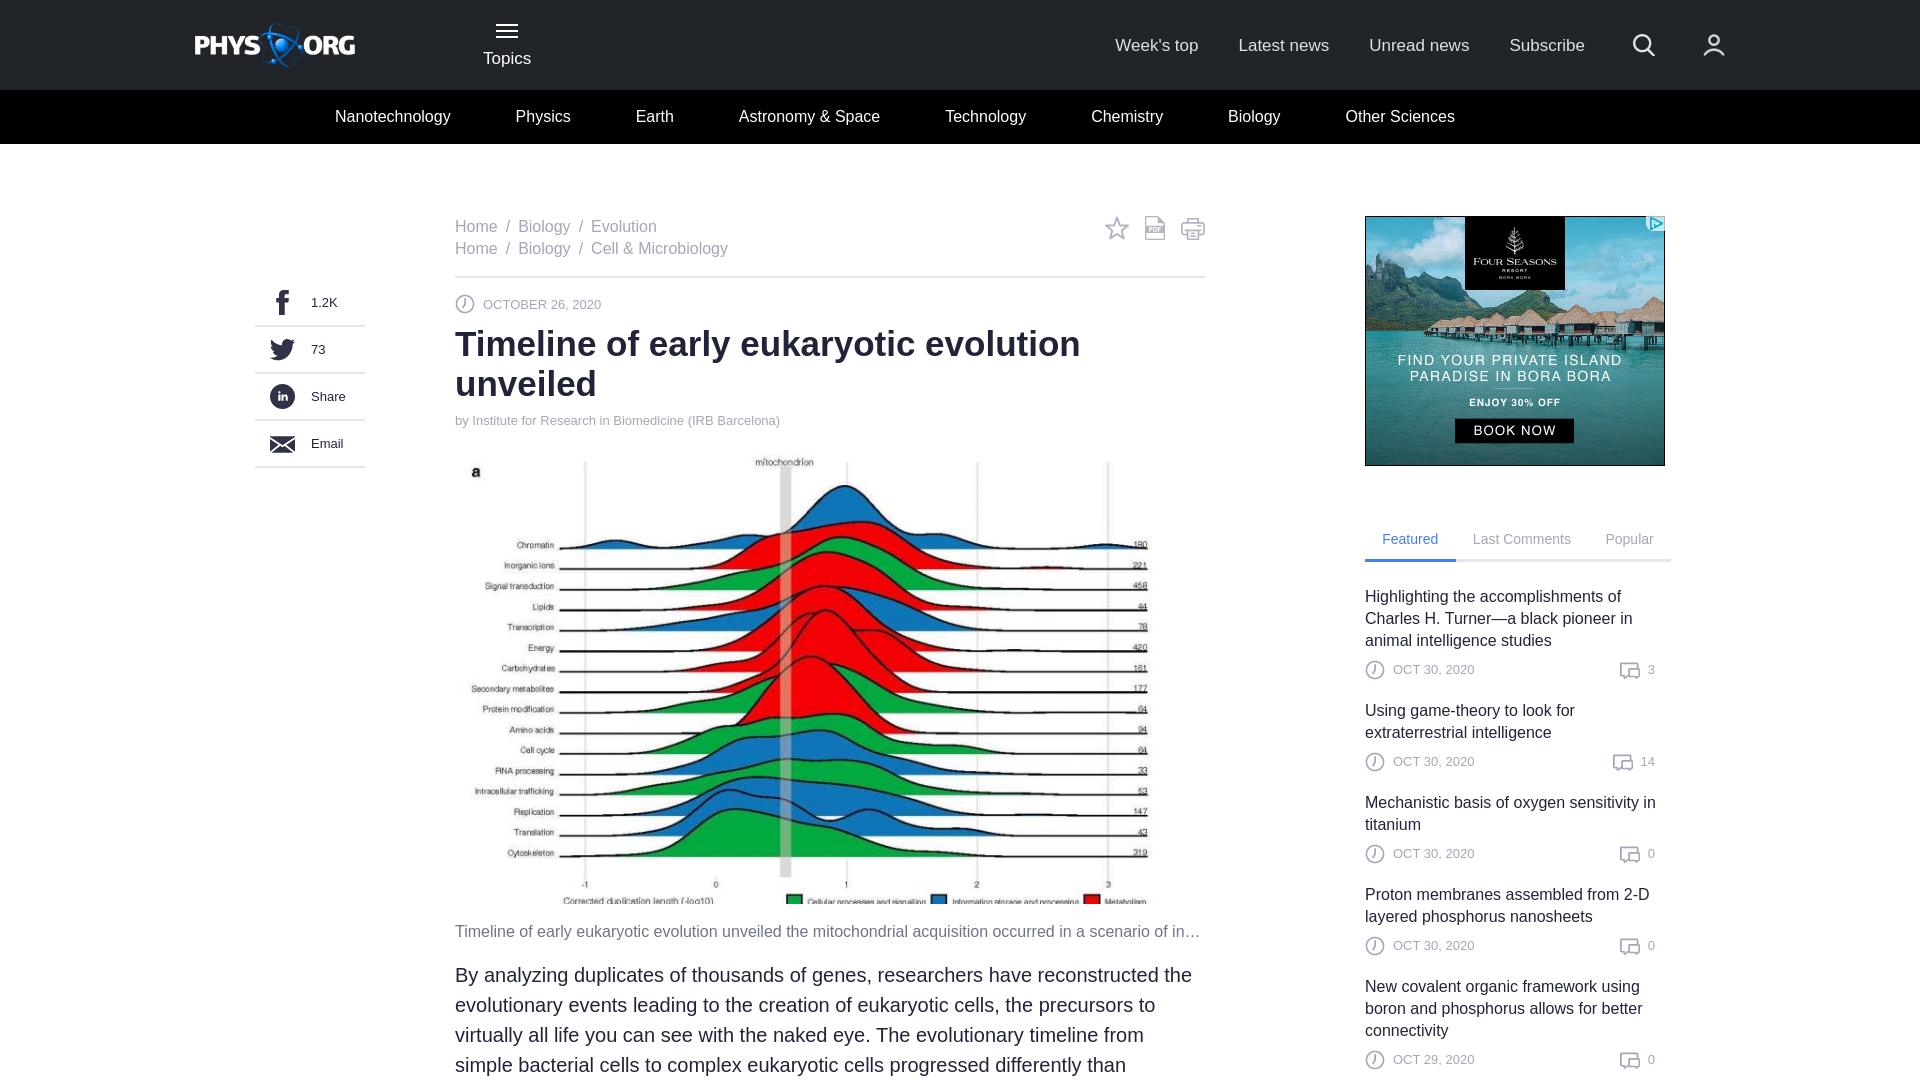 PHYS ORG
Topics
Week's top
Latest news
Unread news
Subscribe
Nanotechnology
Physics
Earth
Astronomy & Space
Technology
Chemistry
Biology
Other Sciences
Home / Biology / Evolution
Home / Biology / Cell & Microbiology
PDF
1.2K
73
in
Share
Email
OCTOBER 26, 2020
Timeline of early eukaryotic evolution
unveiled
by Institute for Research in Biomedicine (IRB Barcelona)
a
mitochondrion
Chromatin 180
Inorganic ions 221
Signal transduction 458
Lipids 44
Transcription 78
Energy 420
Carbohydrates 161
Secondary metabolites 177
Protein modification 64
Amino acids 94
Cell cycle 64
RNA processing 33
Intracellular trafficking 53
Replication 147
Translation 43
Cytoskeleton 319
-1 0 1 2 3
Corrected duplication length (-log10)
Cellular processes and signalling
Information storage and processing
Metabolism
Timeline of early eukaryotic evolution unveiled the mitochondrial acquisition occurred in a scenario of in…
By analyzing duplicates of thousands of genes, researchers have reconstructed the
evolutionary events leading to the creation of eukaryotic cells, the precursors to
virtually all life you can see with the naked eye. The evolutionary timeline from
simple bacterial cells to complex eukaryotic cells progressed differently than
FOUR SEASONS
RESORT
BORA BORA
FIND YOUR PRIVATE ISLAND
PARADISE IN BORA BORA
ENJOY 30% OFF
BOOK NOW
Featured
Last Comments
Popular
Highlighting the accomplishments of
Charles H. Turner—a black pioneer in
animal intelligence studies
OCT 30, 2020 3
Using game-theory to look for
extraterrestrial intelligence
OCT 30, 2020 14
Mechanistic basis of oxygen sensitivity in
titanium
OCT 30, 2020 0
Proton membranes assembled from 2-D
layered phosphorus nanosheets
OCT 30, 2020 0
New covalent organic framework using
boron and phosphorus allows for better
connectivity
OCT 29, 2020 0